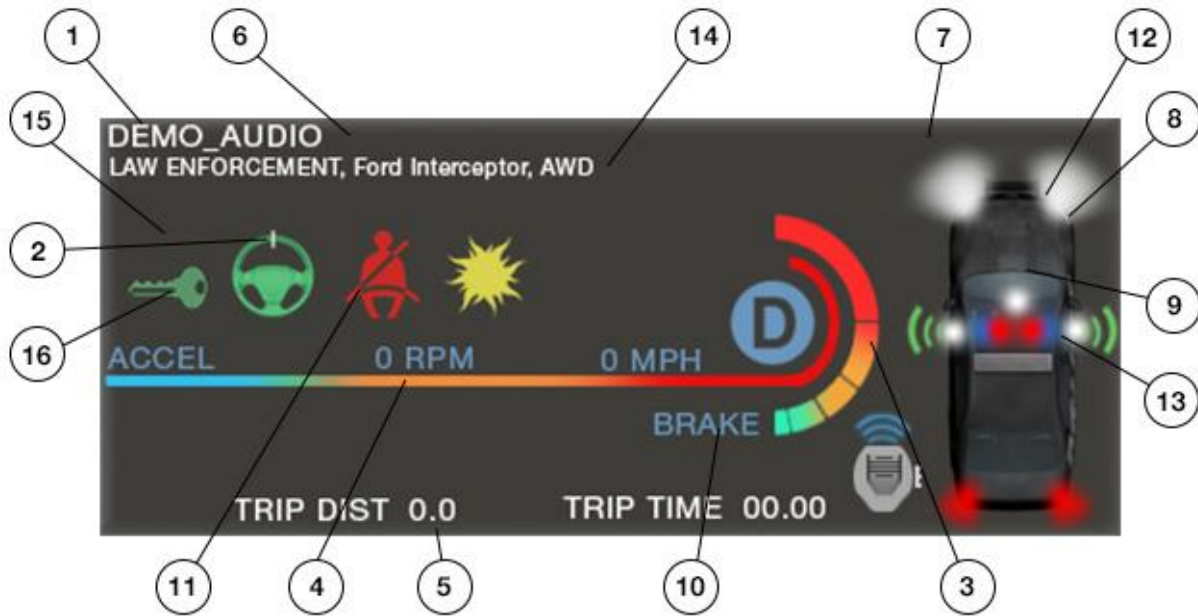 1
6
14
7
12
15
8
DEMO_AUDIO
LAW ENFORCEMENT, Ford Interceptor, AWD
2
D
9
16
ACCEL 0 RPM 0 MPH
13
BRAKE
TRIP DIST 0.0 TRIP TIME 00.00
11
4
5
10
3